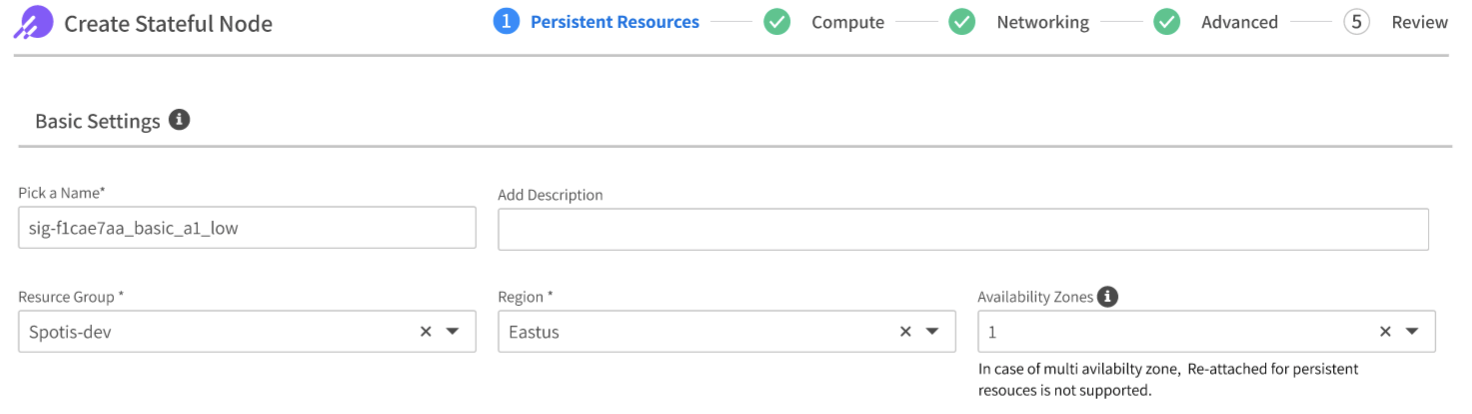 Create Stateful Node
1 Persistent Resources
Compute
Networking
Advanced
5 Review
Basic Settings i
Pick a Name*
Add Description
sig-f1cae7aa_basic_a1_low
Resurce Group *
Region *
Availability Zones i
Spotis-dev
Eastus
1
In case of multi avilabilty zone, Re-attached for persistent
resouces is not supported.